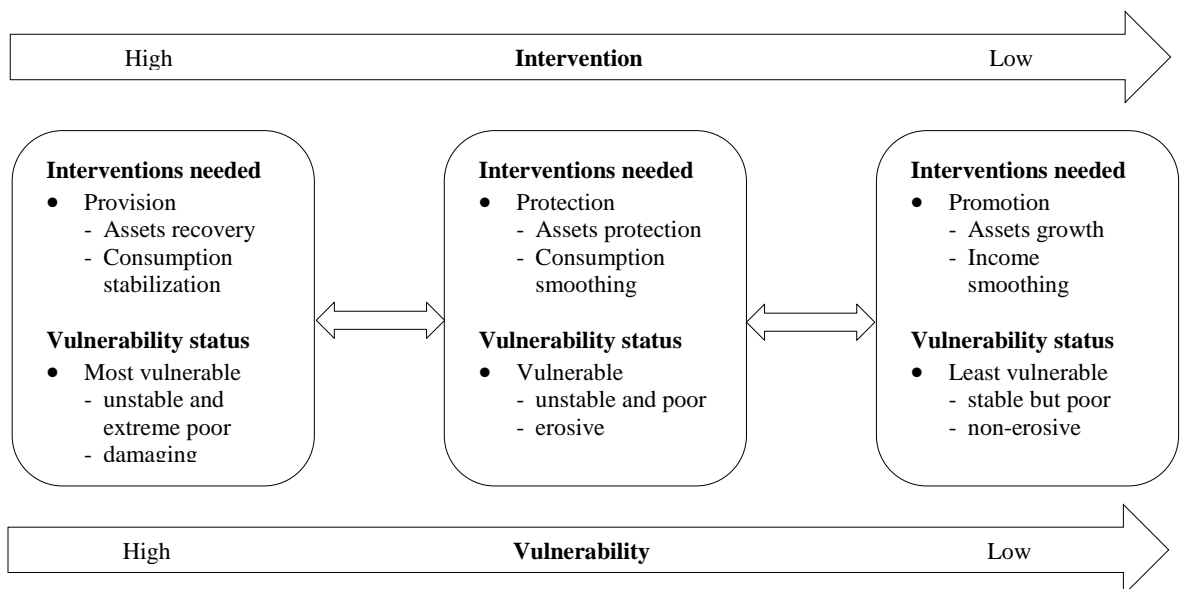 High Intervention Low
Interventions needed
• Provision
- Assets recovery
- Consumption
stabilization
Vulnerability status
• Most vulnerable
- unstable and
extreme poor
- damaging
Interventions needed
• Protection
- Assets protection
- Consumption
smoothing
Vulnerability status
• Vulnerable
- unstable and poor
- erosive
Interventions needed
• Promotion
- Assets growth
- Income
smoothing
Vulnerability status
• Least vulnerable
- stable but poor
- non-erosive
High Vulnerability Low